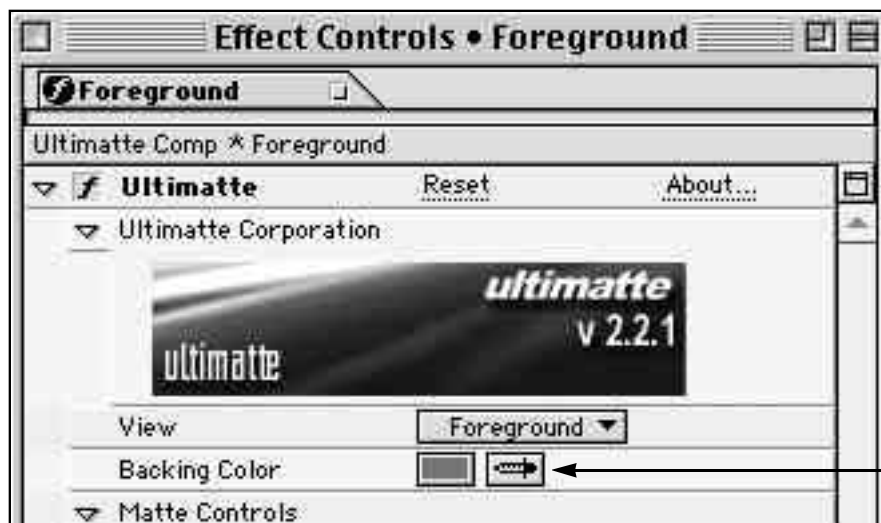 Effect Controls • Foreground
Foreground
Ultimatte Comp * Foreground
Ultimatte Reset About...
Ultimatte Corporation
ultimatte
v 2.2.1
ultimatte
View Foreground
Backing Color
Matte Controls